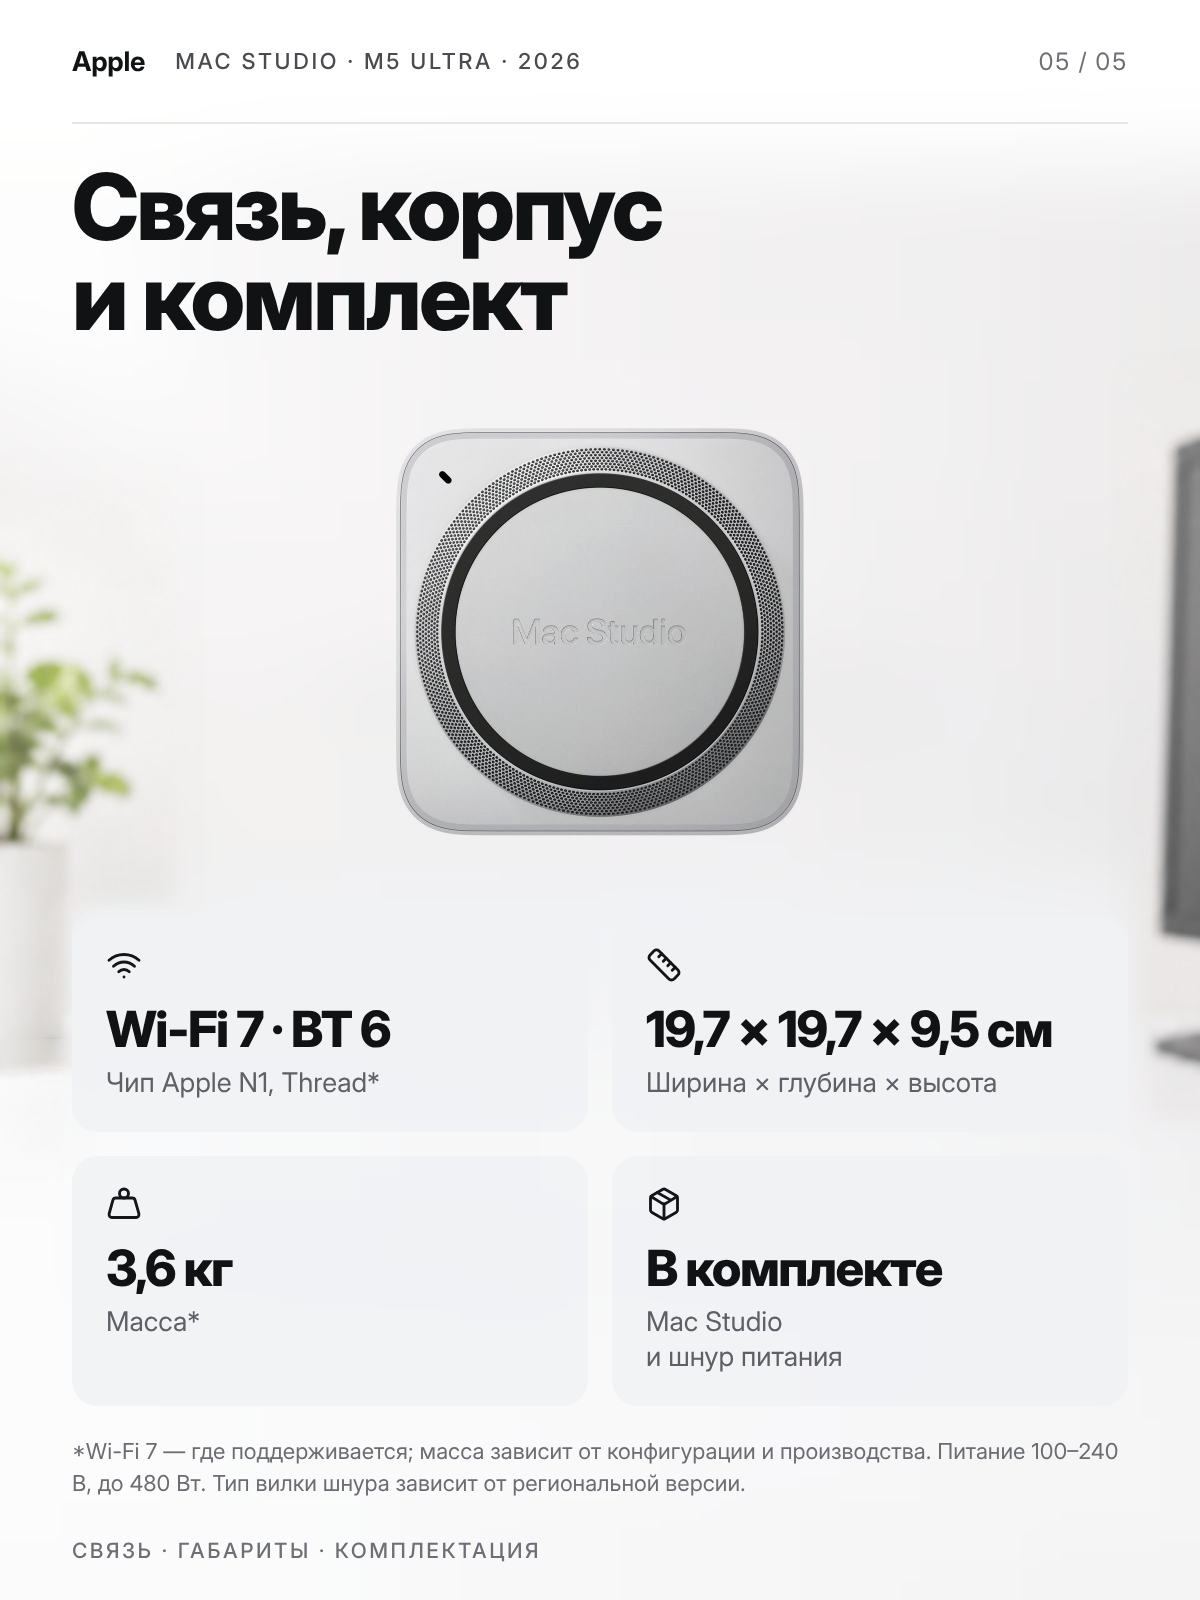 Apple MAC STUDIO · M5 ULTRA · 2026 05 / 05
Связь, корпус
и комплект
Mac Studio
Wi-Fi 7 · BT 6
Чип Apple N1, Thread*
19,7 × 19,7 × 9,5 см
Ширина × глубина × высота
3,6 кг
Масса*
В комплекте
Mac Studio
и шнур питания
*Wi-Fi 7 — где поддерживается; масса зависит от конфигурации и производства. Питание 100–240
В, до 480 Вт. Тип вилки шнура зависит от региональной версии.
СВЯЗЬ · ГАБАРИТЫ · КОМПЛЕКТАЦИЯ